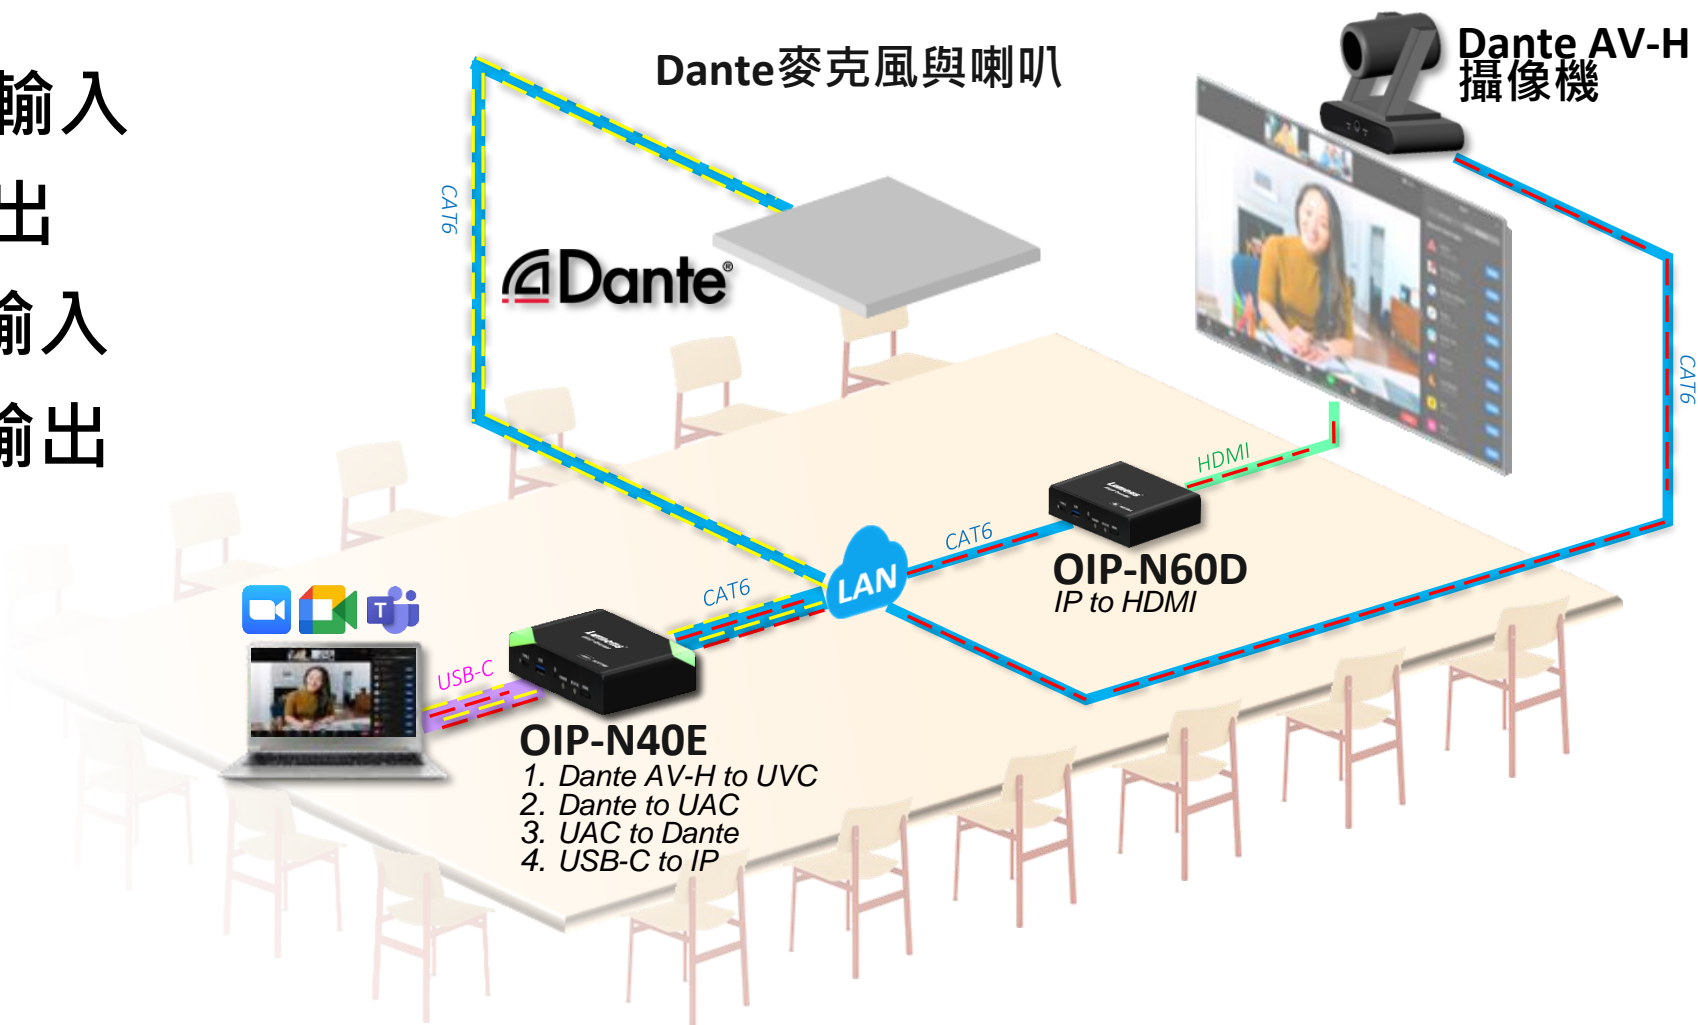 輸入
出
輸入
輸出
Dante麥克風與喇叭
Dante AV-H
攝像機
CAT6
Dante®
CAT6
HDMI
CAT6
LAN
Lumens
OIP-N60D
IP to HDMI
CAT6
Lumens
USB-C
OIP-N40E
1. Dante AV-H to UVC
2. Dante to UAC
3. UAC to Dante
4. USB-C to IP